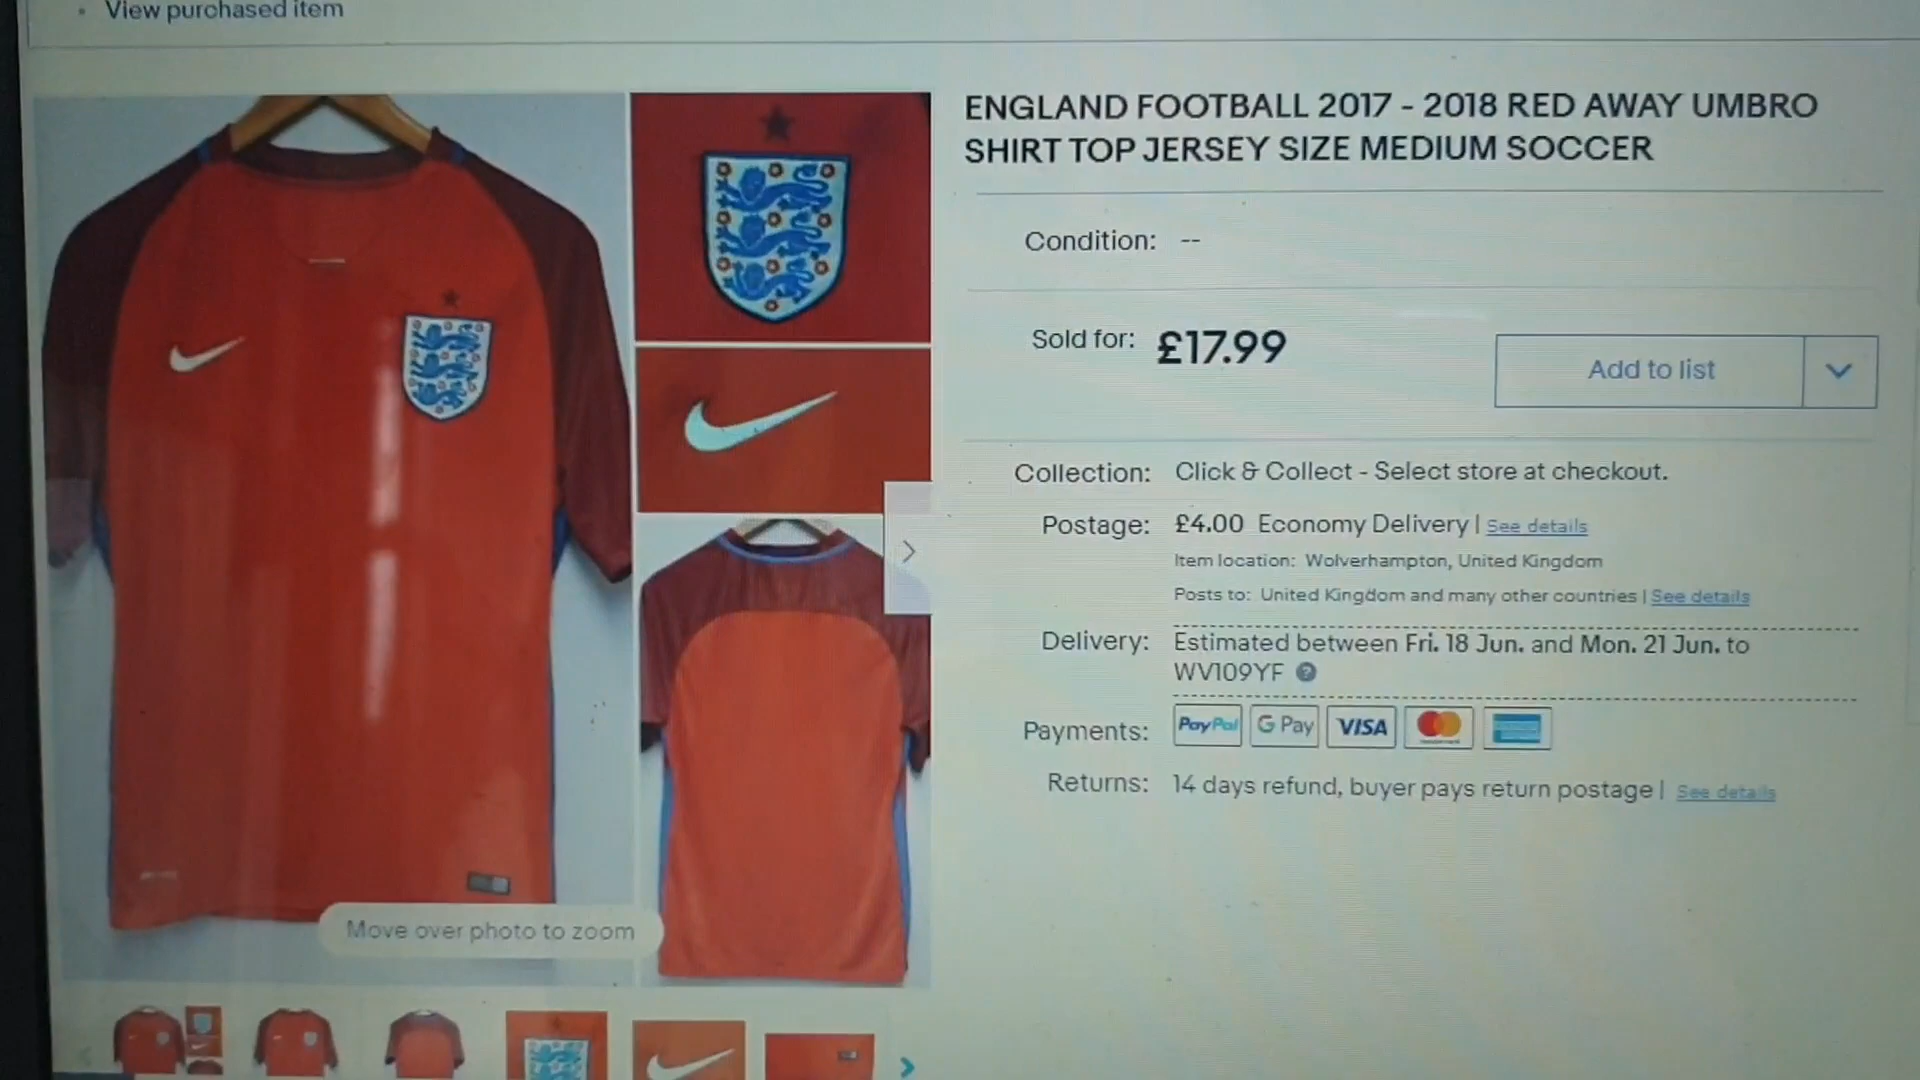 View purchased item
ENGLAND FOOTBALL 2017 - 2018 RED AWAY UMBRO
SHIRT TOP JERSEY SIZE MEDIUM SOCCER
Condition: --
Sold for: £17.99
Add to list
Collection: Click & Collect - Select store at checkout.
Postage: £4.00 Economy Delivery | See details
Item location: Wolverhampton, United Kingdom
Posts to: United Kingdom and many other countries | See details
Delivery: Estimated between Fri. 18 Jun. and Mon. 21 Jun. to
WV109YF ?
Payments: PayPal G Pay VISA
Returns: 14 days refund, buyer pays return postage | See details
Move over photo to zoom